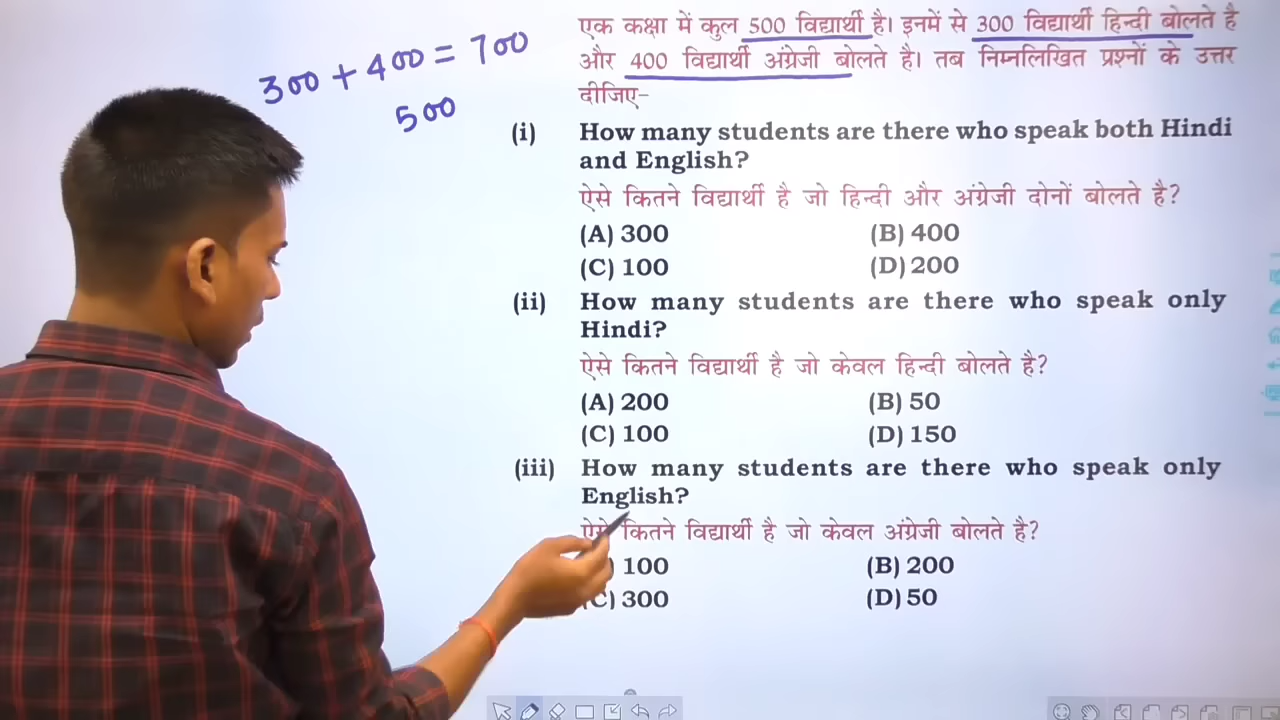 300 + 400 = 700
500
एक कक्षा में कुल 500 विद्यार्थी है। इनमें से 300 विद्यार्थी हिन्दी बोलते है
और 400 विद्यार्थी अंग्रेजी बोलते है। तब निम्नलिखित प्रश्नों के उत्तर
दीजिए-
(i) How many students are there who speak both Hindi
and English?
ऐसे कितने विद्यार्थी है जो हिन्दी और अंग्रेजी दोनों बोलते है?
(A) 300 (B) 400
(C) 100 (D) 200
(ii) How many students are there who speak only
Hindi?
ऐसे कितने विद्यार्थी है जो केवल हिन्दी बोलते है?
(A) 200 (B) 50
(C) 100 (D) 150
(iii) How many students are there who speak only
English?
ऐसे कितने विद्यार्थी है जो केवल अंग्रेजी बोलते है?
) 100 (B) 200
(C) 300 (D) 50